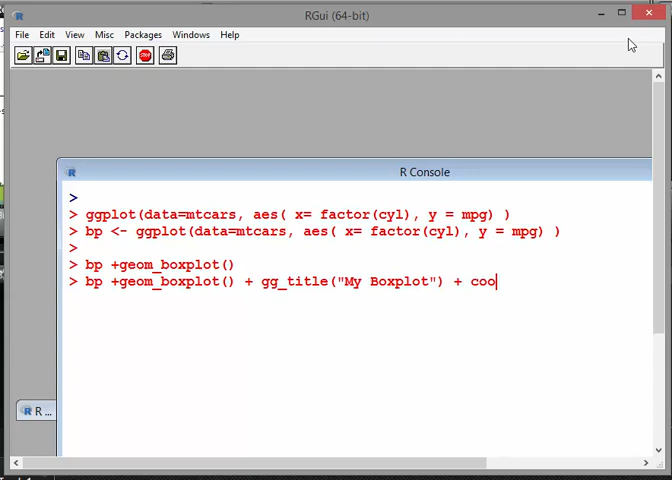 RGui (64-bit)
File Edit View Misc Packages Windows Help
STOP
R Console
>
> ggplot(data=mtcars, aes( x= factor(cyl), y = mpg) )
> bp <- ggplot(data=mtcars, aes( x= factor(cyl), y = mpg) )
>
> bp +geom_boxplot()
> bp +geom_boxplot() + gg_title("My Boxplot") + coo
R ...